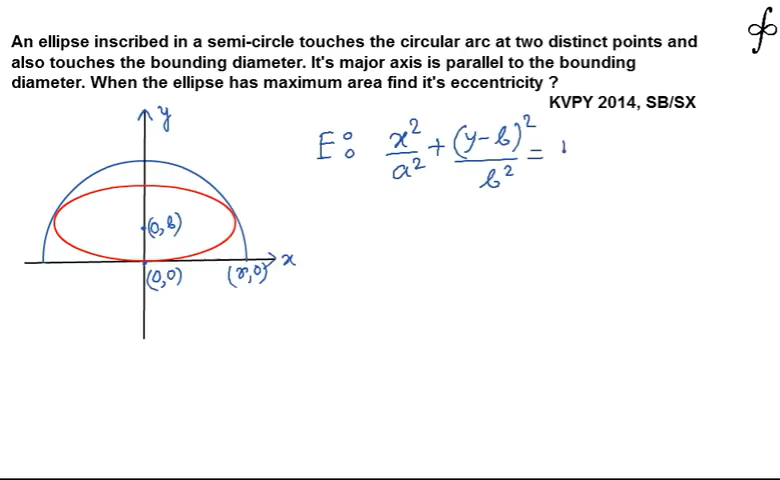 An ellipse inscribed in a semi-circle touches the circular arc at two distinct points and
also touches the bounding diameter. It's major axis is parallel to the bounding
diameter. When the ellipse has maximum area find it's eccentricity ?
KVPY 2014, SB/SX
y
E: x²/a² + (y-b)²/b² = 1
(0,b)
x
(0,0) (r,0)